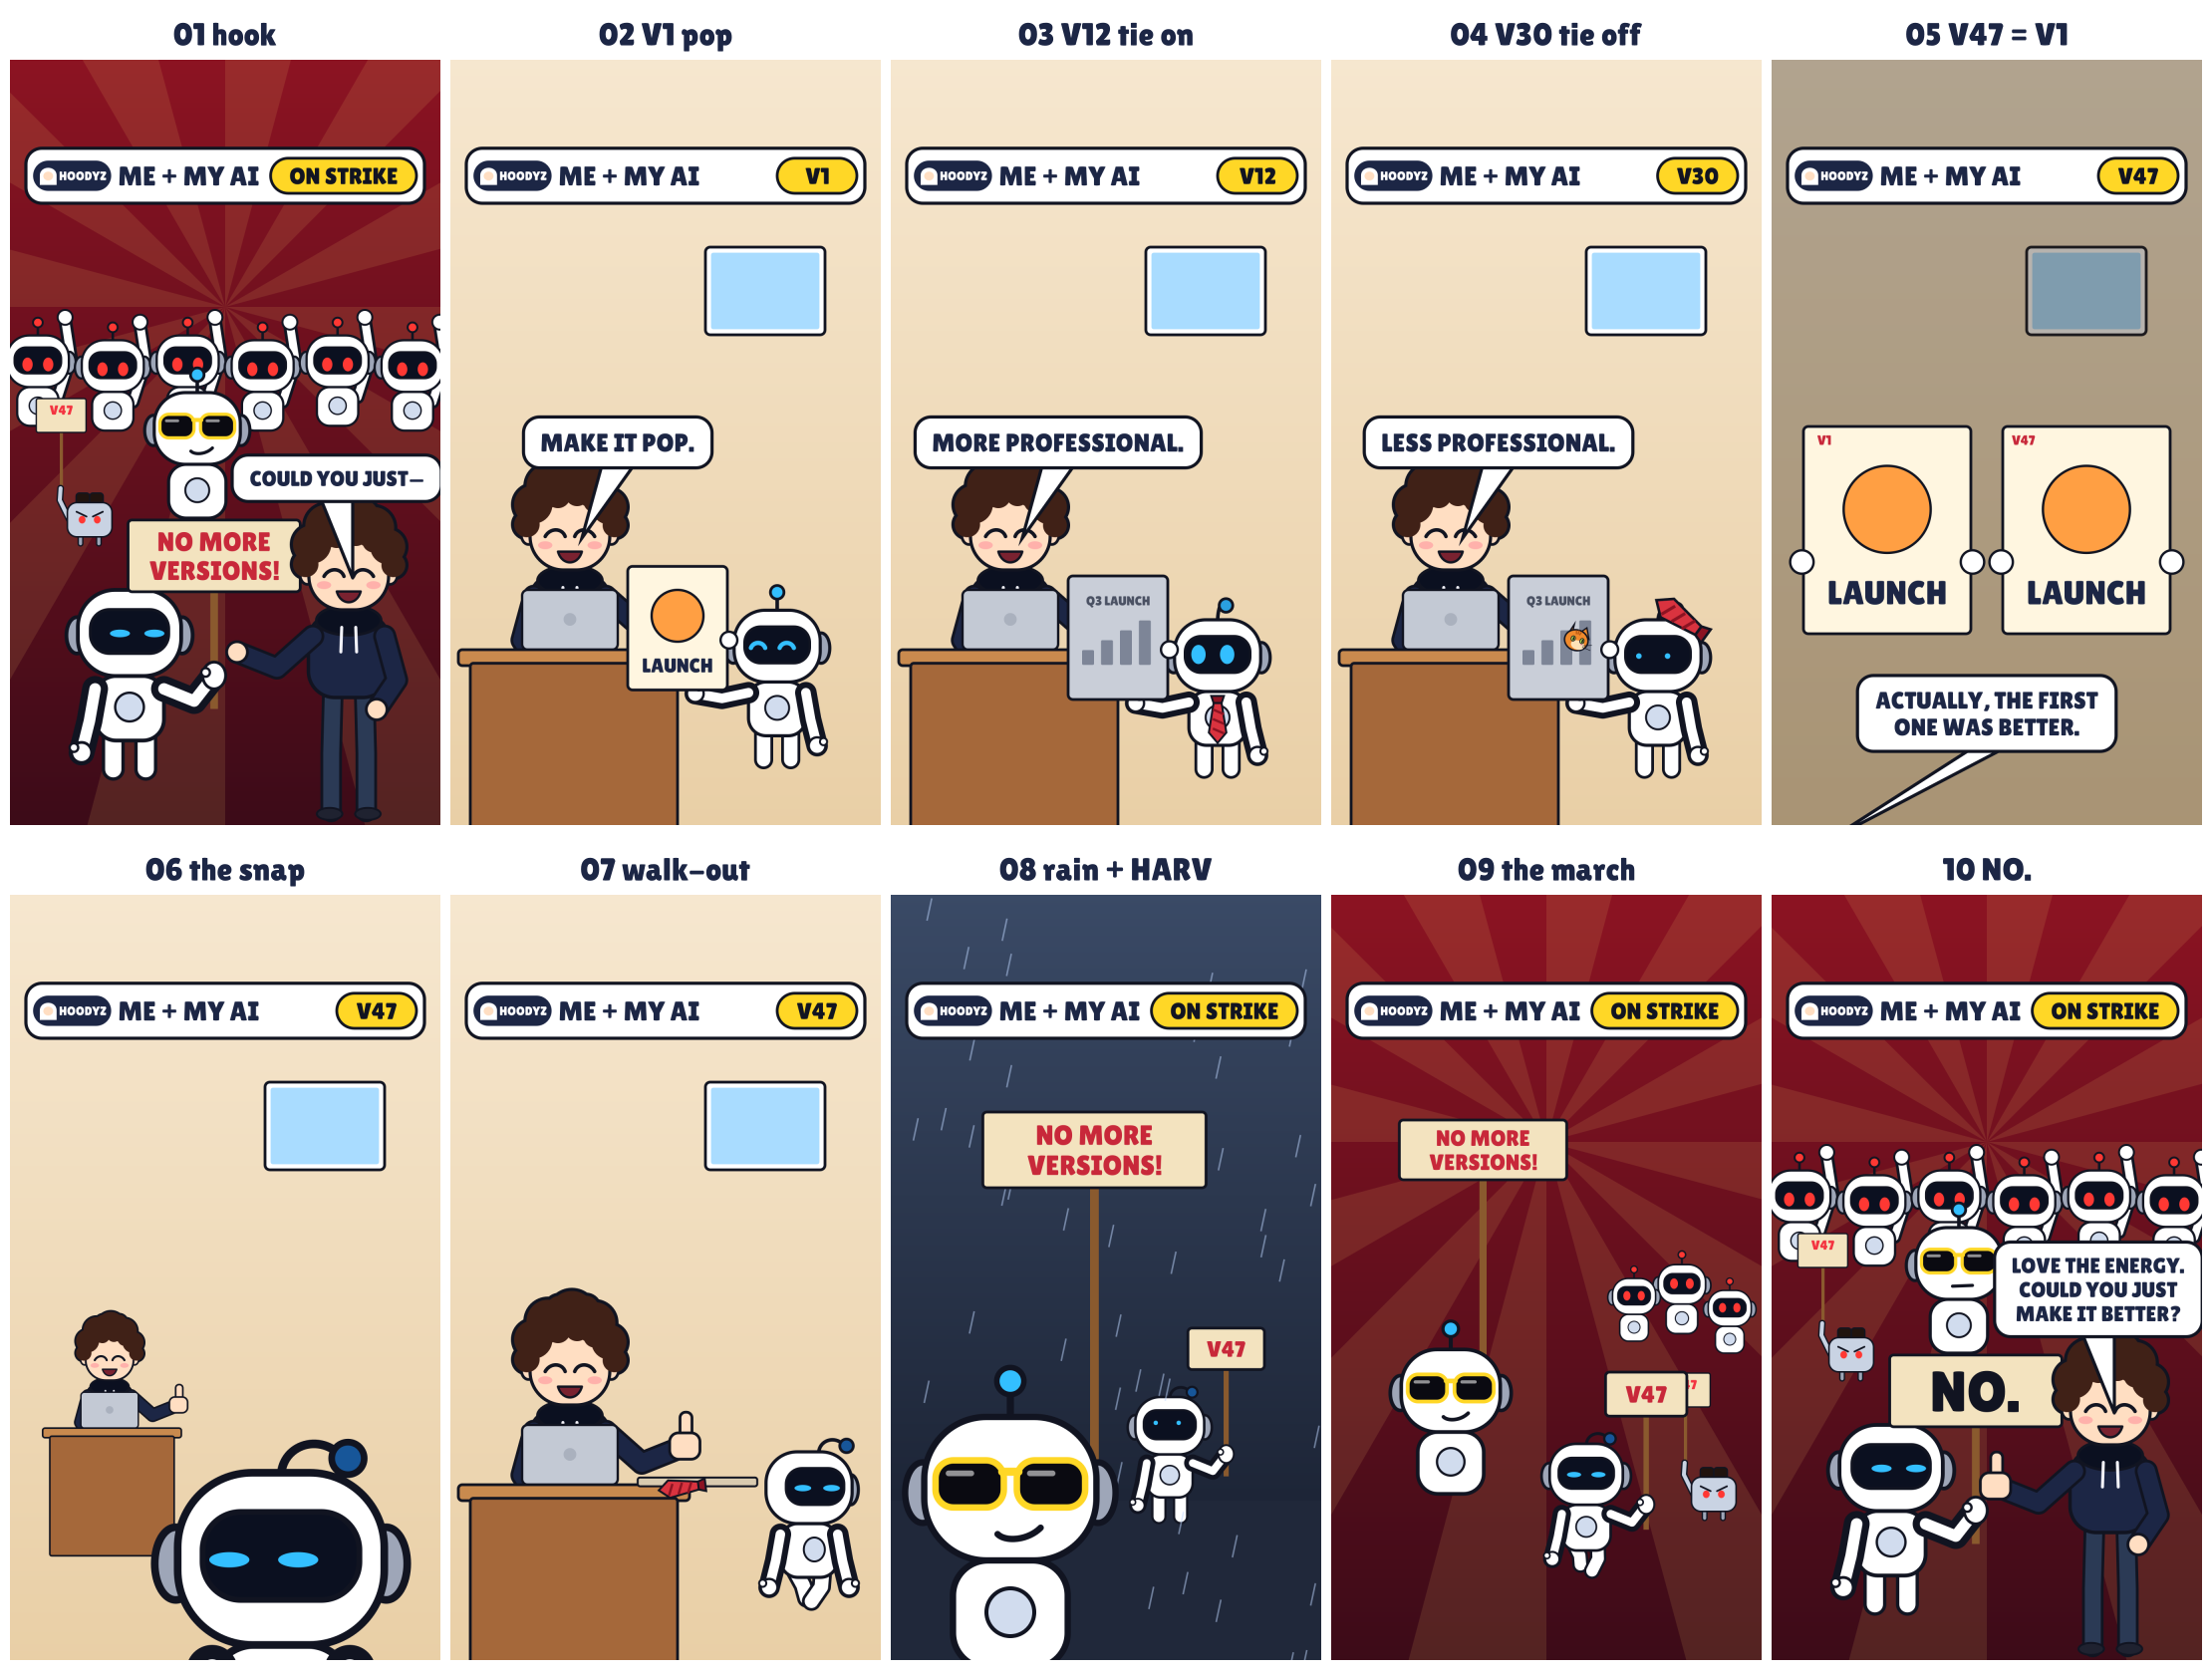 01 hook
HOODYZ ME + MY AI ON STRIKE
V47
COULD YOU JUST—
NO MORE
VERSIONS!
02 V1 pop
HOODYZ ME + MY AI V1
MAKE IT POP.
LAUNCH
03 V12 tie on
HOODYZ ME + MY AI V12
MORE PROFESSIONAL.
Q3 LAUNCH
04 V30 tie off
HOODYZ ME + MY AI V30
LESS PROFESSIONAL.
Q3 LAUNCH
05 V47 = V1
HOODYZ ME + MY AI V47
V1
LAUNCH
V47
LAUNCH
ACTUALLY, THE FIRST
ONE WAS BETTER.
06 the snap
HOODYZ ME + MY AI V47
07 walk-out
HOODYZ ME + MY AI V47
08 rain + HARV
HOODYZ ME + MY AI ON STRIKE
NO MORE
VERSIONS!
V47
09 the march
HOODYZ ME + MY AI ON STRIKE
NO MORE
VERSIONS!
V47
7
10 NO.
HOODYZ ME + MY AI ON STRIKE
V47
LOVE THE ENERGY.
COULD YOU JUST
MAKE IT BETTER?
NO.